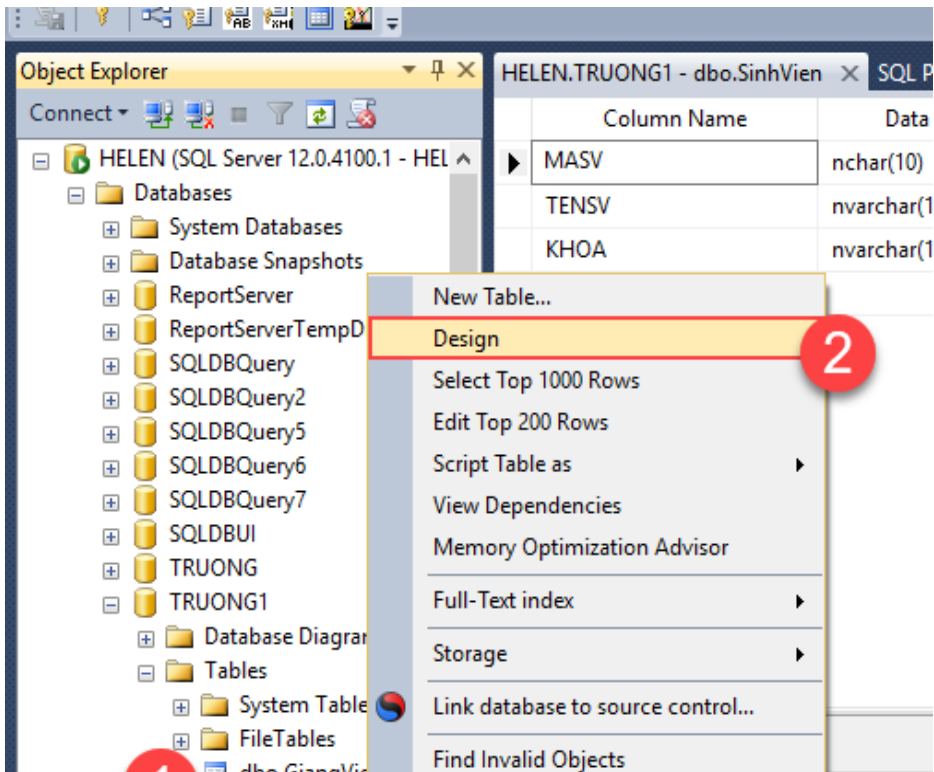 Object Explorer
Connect
HELEN (SQL Server 12.0.4100.1 - HEL
Databases
System Databases
Database Snapshots
ReportServer
ReportServerTempD
SQLDBQuery
SQLDBQuery2
SQLDBQuery5
SQLDBQuery6
SQLDBQuery7
SQLDBUI
TRUONG
TRUONG1
Database Diagra
Tables
System Table
FileTables
dbo.GiangVie
HELEN.TRUONG1 - dbo.SinhVien
SQL P
Column Name
Data
MASV
nchar(10)
TENSV
nvarchar(1
KHOA
nvarchar(1
New Table...
Design
2
Select Top 1000 Rows
Edit Top 200 Rows
Script Table as
View Dependencies
Memory Optimization Advisor
Full-Text index
Storage
Link database to source control...
Find Invalid Objects